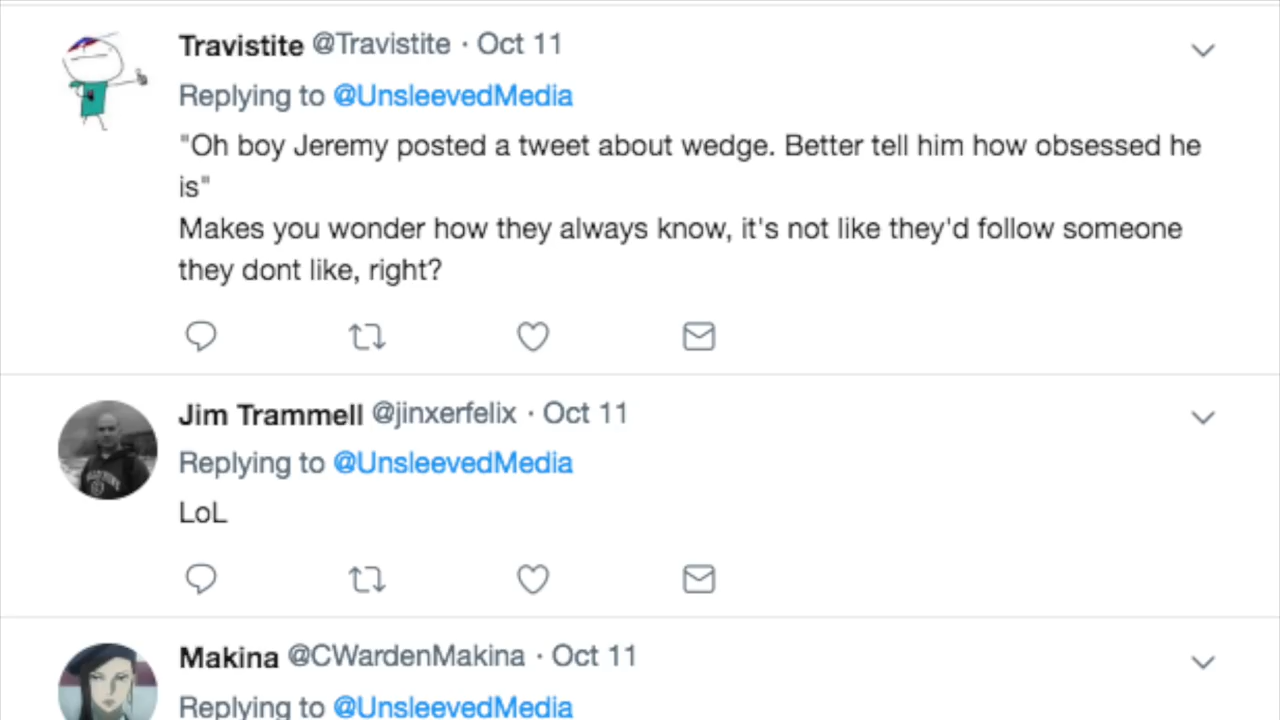 Travistite @Travistite · Oct 11
Replying to @UnsleevedMedia
"Oh boy Jeremy posted a tweet about wedge. Better tell him how obsessed he
is"
Makes you wonder how they always know, it's not like they'd follow someone
they dont like, right?
Jim Trammell @jinxerfelix · Oct 11
Replying to @UnsleevedMedia
LoL
Makina @CWardenMakina · Oct 11
Replying to @UnsleevedMedia